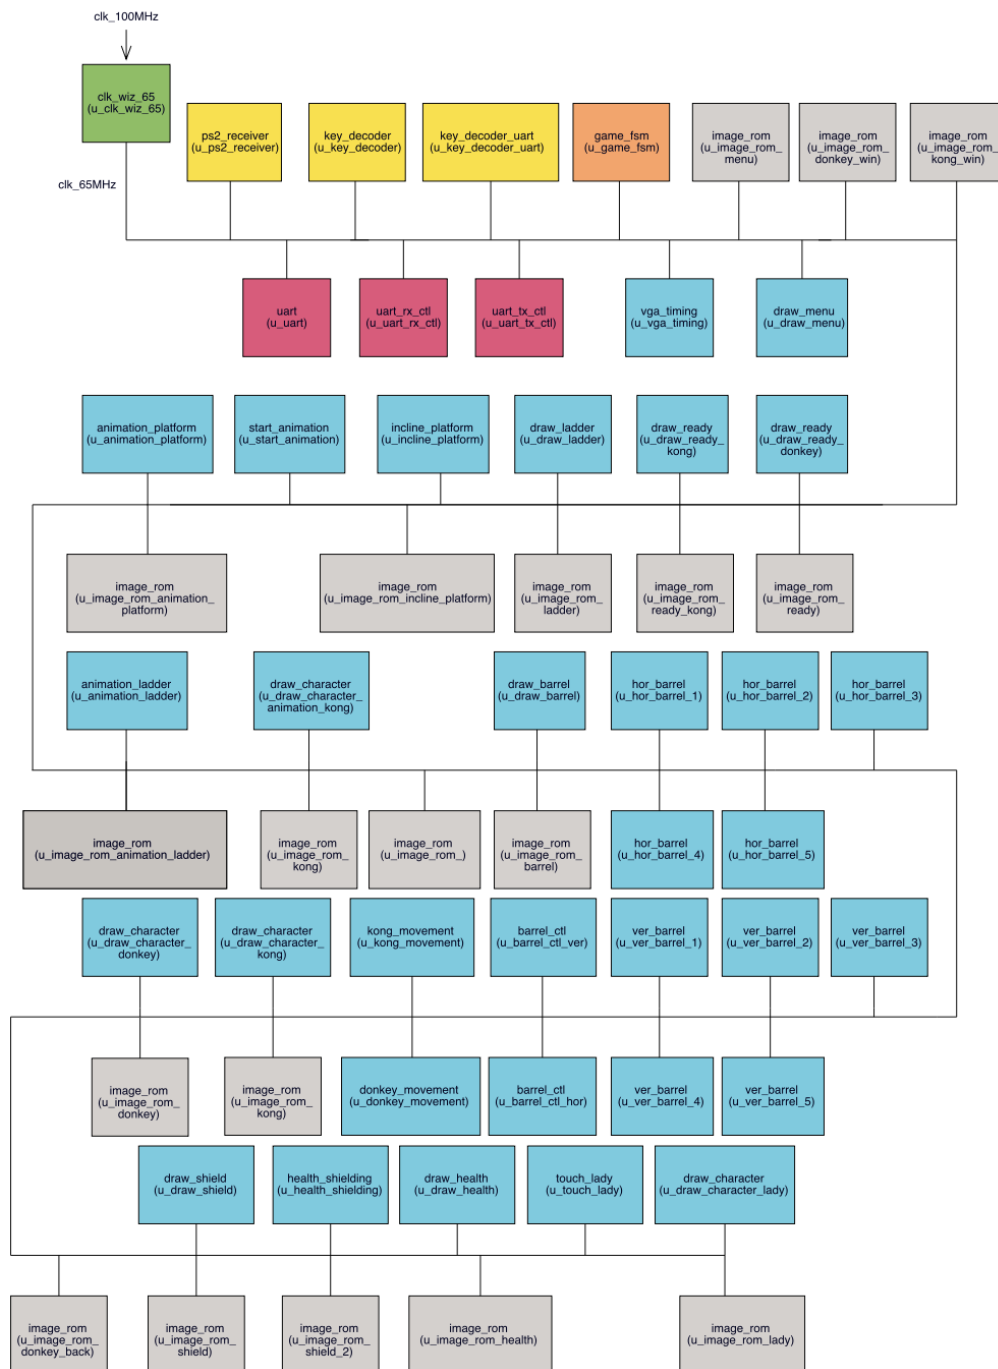 clk_100MHz
clk_wiz_65
(u_clk_wiz_65)
ps2_receiver
(u_ps2_receiver)
key_decoder
(u_key_decoder)
key_decoder_uart
(u_key_decoder_uart)
game_fsm
(u_game_fsm)
image_rom
(u_image_rom_
menu)
image_rom
(u_image_rom_
donkey_win)
image_rom
(u_image_rom_
kong_win)
clk_65MHz
uart
(u_uart)
uart_rx_ctl
(u_uart_rx_ctl)
uart_tx_ctl
(u_uart_tx_ctl)
vga_timing
(u_vga_timing)
draw_menu
(u_draw_menu)
animation_platform
(u_animation_platform)
start_animation
(u_start_animation)
incline_platform
(u_incline_platform)
draw_ladder
(u_draw_ladder)
draw_ready
(u_draw_ready_
kong)
draw_ready
(u_draw_ready_
donkey)
image_rom
(u_image_rom_animation_
platform)
image_rom
(u_image_rom_incline_platform)
image_rom
(u_image_rom_
ladder)
image_rom
(u_image_rom_
ready_kong)
image_rom
(u_image_rom_
ready)
animation_ladder
(u_animation_ladder)
draw_character
(u_draw_character_
animation_kong)
draw_barrel
(u_draw_barrel)
hor_barrel
(u_hor_barrel_1)
hor_barrel
(u_hor_barrel_2)
hor_barrel
(u_hor_barrel_3)
image_rom
(u_image_rom_animation_ladder)
image_rom
(u_image_rom_
kong)
image_rom
(u_image_rom_)
image_rom
(u_image_rom_
barrel)
hor_barrel
(u_hor_barrel_4)
hor_barrel
(u_hor_barrel_5)
draw_character
(u_draw_character_
donkey)
draw_character
(u_draw_character_
kong)
kong_movement
(u_kong_movement)
barrel_ctl
(u_barrel_ctl_ver)
ver_barrel
(u_ver_barrel_1)
ver_barrel
(u_ver_barrel_2)
ver_barrel
(u_ver_barrel_3)
image_rom
(u_image_rom_
donkey)
image_rom
(u_image_rom_
kong)
donkey_movement
(u_donkey_movement)
barrel_ctl
(u_barrel_ctl_hor)
ver_barrel
(u_ver_barrel_4)
ver_barrel
(u_ver_barrel_5)
draw_shield
(u_draw_shield)
health_shielding
(u_health_shielding)
draw_health
(u_draw_health)
touch_lady
(u_touch_lady)
draw_character
(u_draw_character_lady)
image_rom
(u_image_rom_
donkey_back)
image_rom
(u_image_rom_
shield)
image_rom
(u_image_rom_
shield_2)
image_rom
(u_image_rom_health)
image_rom
(u_image_rom_lady)